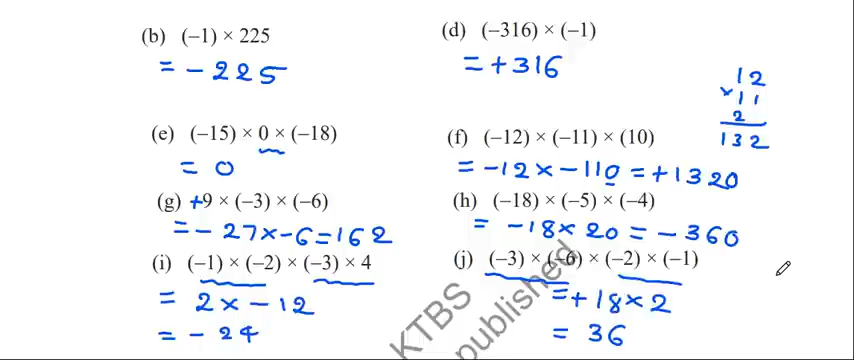 (b) (–1) × 225
= - 225
(d) (–316) × (–1)
= +316
12
×11
2
132
(e) (–15) × 0 × (–18)
= 0
(f) (–12) × (–11) × (10)
= -12 × -110 = +1320
(g) +9 × (–3) × (–6)
= - 27 × -6 = 162
(h) (–18) × (–5) × (–4)
= -18 × 20 = - 360
(i) (–1) × (–2) × (–3) × 4
= 2 × - 12
= - 24
(j) (–3) × (–6) × (–2) × (–1)
= +18 × 2
= 36
KTBS
published